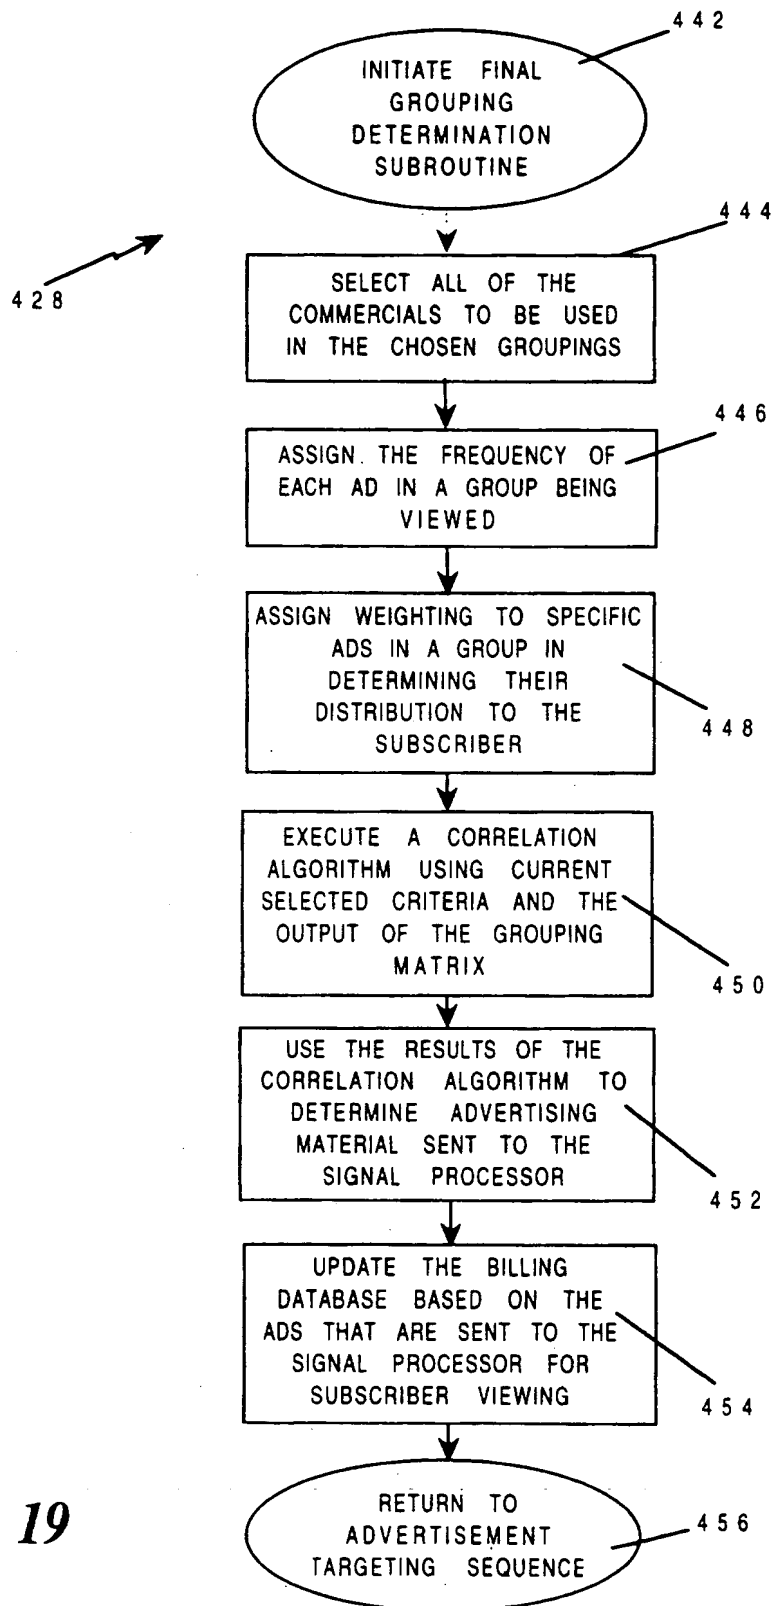 442
INITIATE FINAL
GROUPING
DETERMINATION
SUBROUTINE
444
428
SELECT ALL OF THE
COMMERCIALS TO BE USED
IN THE CHOSEN GROUPINGS
446
ASSIGN. THE FREQUENCY OF
EACH AD IN A GROUP BEING
VIEWED
ASSIGN WEIGHTING TO SPECIFIC
ADS IN A GROUP IN
DETERMINING THEIR
DISTRIBUTION TO THE
SUBSCRIBER
448
EXECUTE A CORRELATION
ALGORITHM USING CURRENT
SELECTED CRITERIA AND THE
OUTPUT OF THE GROUPING
MATRIX
450
USE THE RESULTS OF THE
CORRELATION ALGORITHM TO
DETERMINE ADVERTISING
MATERIAL SENT TO THE
SIGNAL PROCESSOR
452
UPDATE THE BILLING
DATABASE BASED ON THE
ADS THAT ARE SENT TO THE
SIGNAL PROCESSOR FOR
SUBSCRIBER VIEWING
454
19
RETURN TO
ADVERTISEMENT
TARGETING SEQUENCE
456